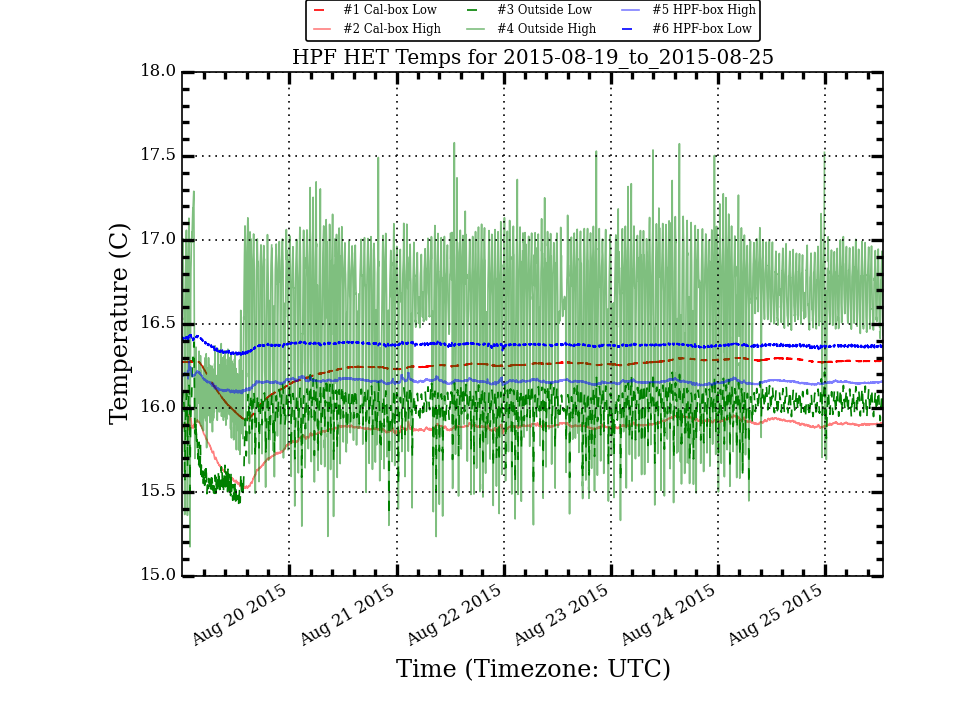 #1 Cal-box Low #3 Outside Low #5 HPF-box High
#2 Cal-box High #4 Outside High #6 HPF-box Low
HPF HET Temps for 2015-08-19_to_2015-08-25
18.0
17.5
17.0
16.5
16.0
15.5
15.0
Temperature (C)
Aug 20 2015 Aug 21 2015 Aug 22 2015 Aug 23 2015 Aug 24 2015 Aug 25 2015
Time (Timezone: UTC)